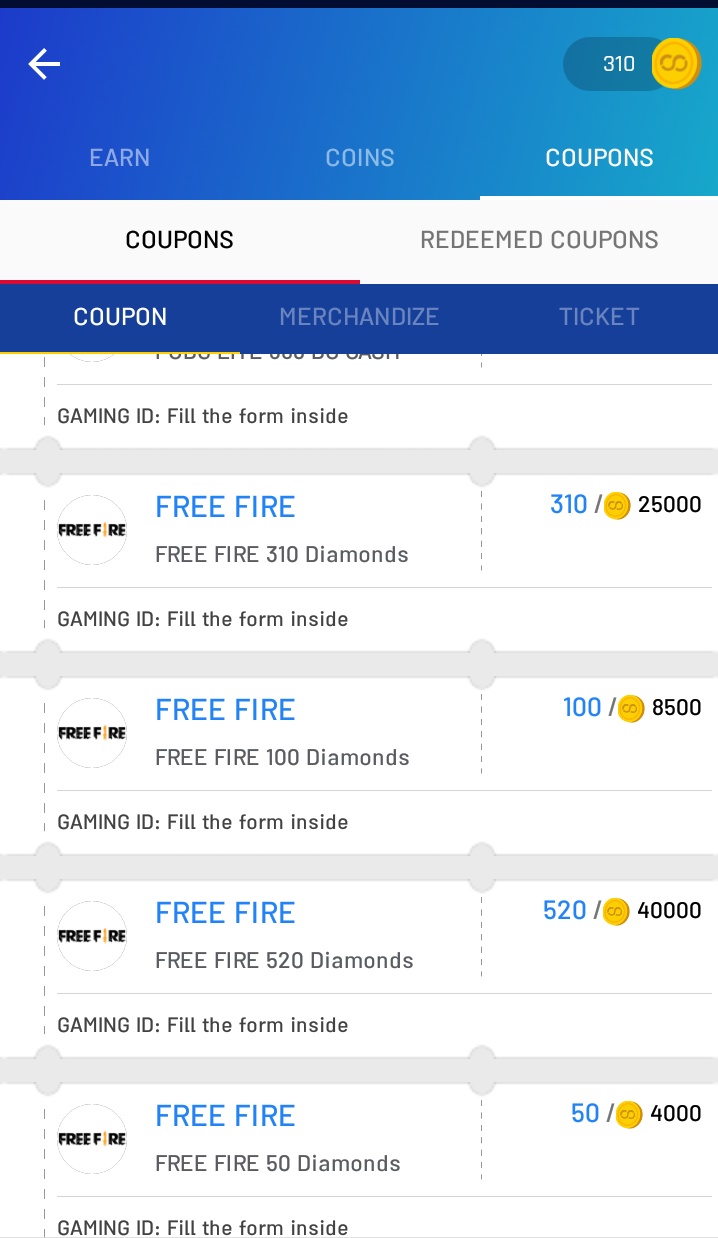 310
EARN
COINS
COUPONS
COUPONS
REDEEMED COUPONS
COUPON
MERCHANDIZE
TICKET
GAMING ID: Fill the form inside
FREE FIRE
FREE FIRE
310 / 25000
FREE FIRE 310 Diamonds
GAMING ID: Fill the form inside
FREE FIRE
FREE FIRE
100 / 8500
FREE FIRE 100 Diamonds
GAMING ID: Fill the form inside
FREE FIRE
FREE FIRE
520 / 40000
FREE FIRE 520 Diamonds
GAMING ID: Fill the form inside
FREE FIRE
FREE FIRE
50 / 4000
FREE FIRE 50 Diamonds
GAMING ID: Fill the form inside